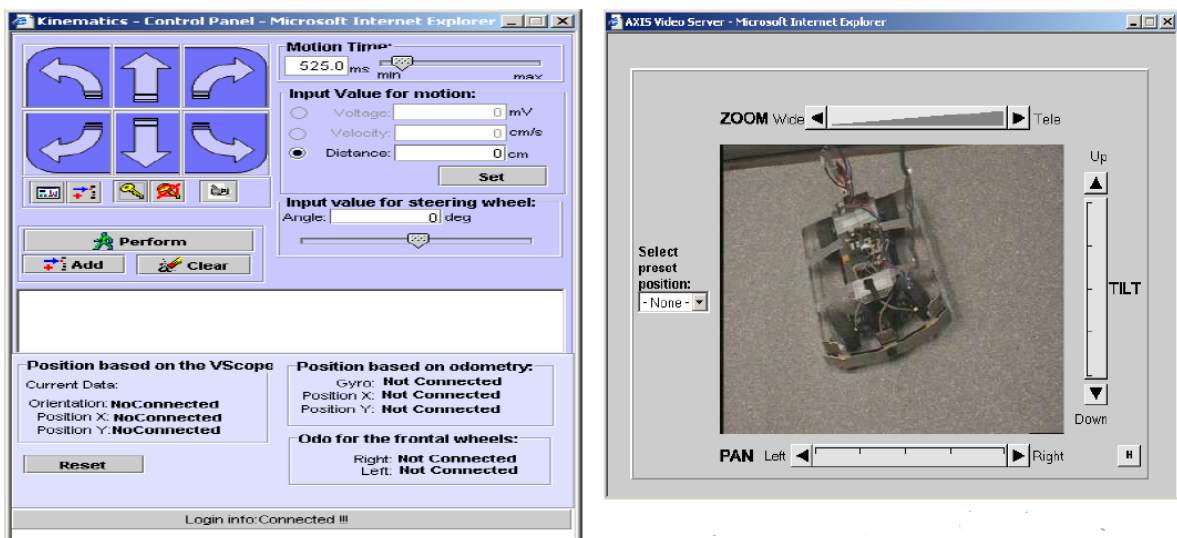 Kinematics - Control Panel - Microsoft Internet Explorer
Motion Time:
525.0 ms
min max
Input Value for motion:
Voltage: 0 mV
Velocity: 0 cm/s
Distance: 0 cm
Set
Input value for steering wheel:
Angle: 0 deg
Perform
Add Clear
Position based on the VScope
Current Data:
Orientation: NoConnected
Position X: NoConnected
Position Y:NoConnected
Reset
Position based on odometry:
Gyro: Not Connected
Position X: Not Connected
Position Y: Not Connected
Odo for the frontal wheels:
Right: Not Connected
Left: Not Connected
Login info:Connected !!!
AXIS Video Server - Microsoft Internet Explorer
ZOOM Wide Tele
Up
Select
preset
position:
- None -
TILT
Down
PAN Left Right
H